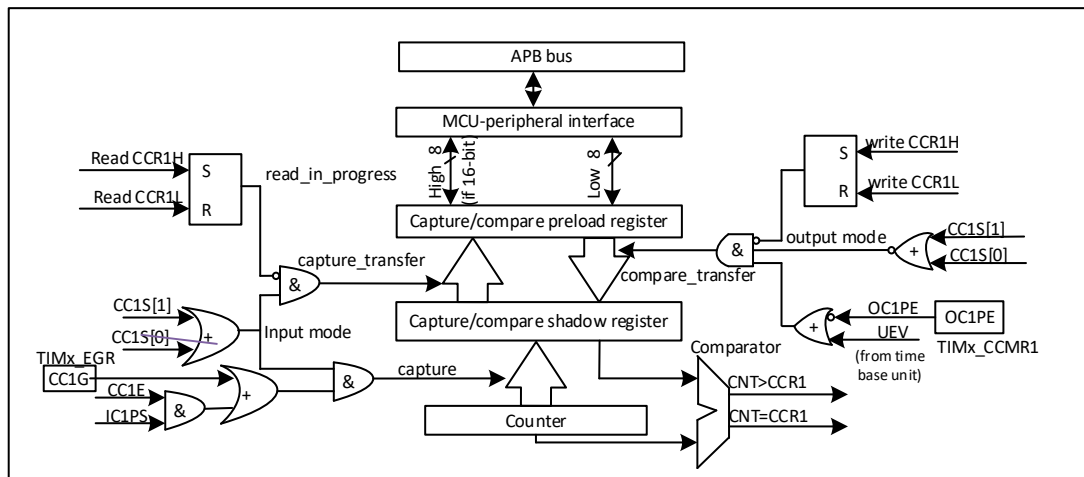 APB bus
MCU-peripheral interface
High 8
(if 16-bit)
Low 8
Read CCR1H
Read CCR1L
S
R
read_in_progress
Capture/compare preload register
S
R
write CCR1H
write CCR1L
&
output mode
+
CC1S[1]
CC1S[0]
capture_transfer
&
compare_transfer
CC1S[1]
CC1S[0]
+
Input mode
Capture/compare shadow register
+
OC1PE
UEV
(from time
base unit)
OC1PE
TIMx_CCMR1
TIMx_EGR
CC1G
CC1E
IC1PS
&
+
&
capture
Counter
Comparator
CNT>CCR1
CNT=CCR1